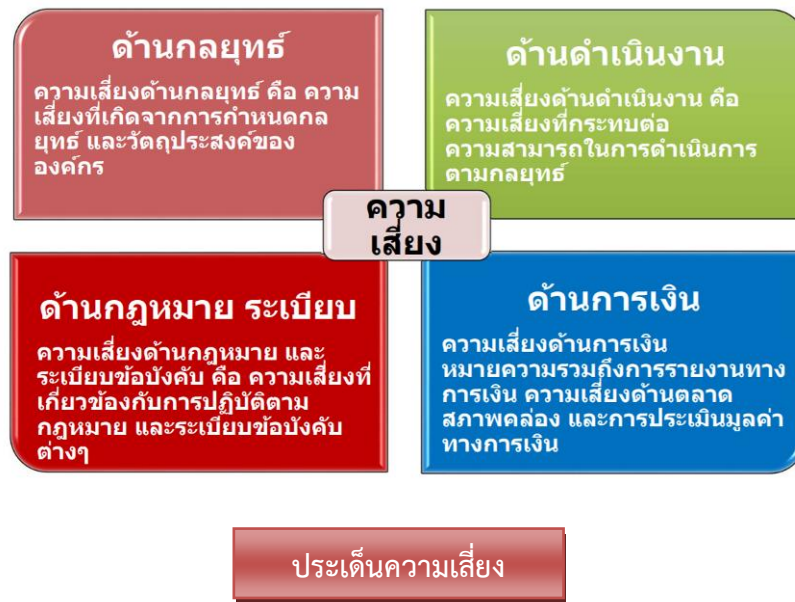 ด้านกลยุทธ์
ความเสี่ยงด้านกลยุทธ์ คือ ความ
เสี่ยงที่เกิดจากการกำหนดกล
ยุทธ์ และวัตถุประสงค์ของ
องค์กร
ด้านดำเนินงาน
ความเสี่ยงด้านดำเนินงาน คือ
ความเสี่ยงที่กระทบต่อ
ความสามารถในการดำเนินการ
ตามกลยุทธ์
ความ
เสี่ยง
ด้านกฎหมาย ระเบียบ
ความเสี่ยงด้านกฎหมาย และ
ระเบียบข้อบังคับ คือ ความเสี่ยงที่
เกี่ยวข้องกับการปฏิบัติตาม
กฎหมาย และระเบียบข้อบังคับ
ต่างๆ
ด้านการเงิน
ความเสี่ยงด้านการเงิน
หมายความรวมถึงการรายงานทาง
การเงิน ความเสี่ยงด้านตลาด
สภาพคล่อง และการประเมินมูลค่า
ทางการเงิน
ประเด็นความเสี่ยง